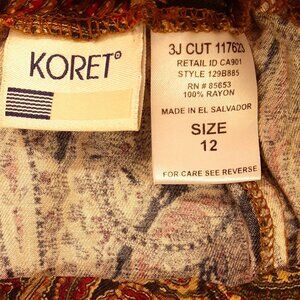 KORET®
3J CUT 117623
RETAIL ID CA901
STYLE 129B885
RN # 85653
100% RAYON
MADE IN EL SALVADOR
SIZE
12
FOR CARE SEE REVERSE